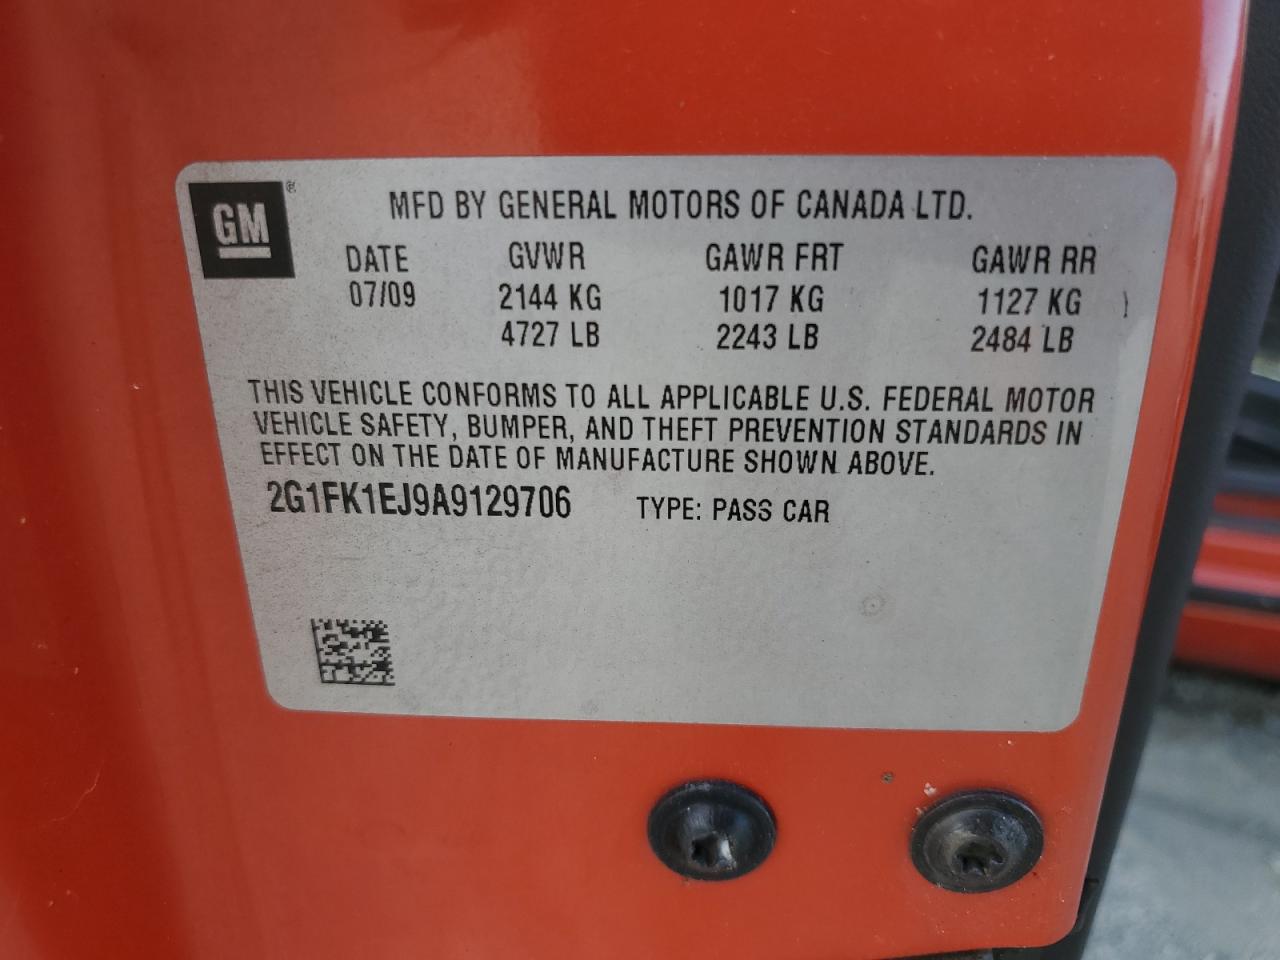 GM ®
MFD BY GENERAL MOTORS OF CANADA LTD.
DATE GVWR GAWR FRT GAWR RR
07/09 2144 KG 1017 KG 1127 KG
4727 LB 2243 LB 2484 LB
THIS VEHICLE CONFORMS TO ALL APPLICABLE U.S. FEDERAL MOTOR
VEHICLE SAFETY, BUMPER, AND THEFT PREVENTION STANDARDS IN
EFFECT ON THE DATE OF MANUFACTURE SHOWN ABOVE.
2G1FK1EJ9A9129706 TYPE: PASS CAR